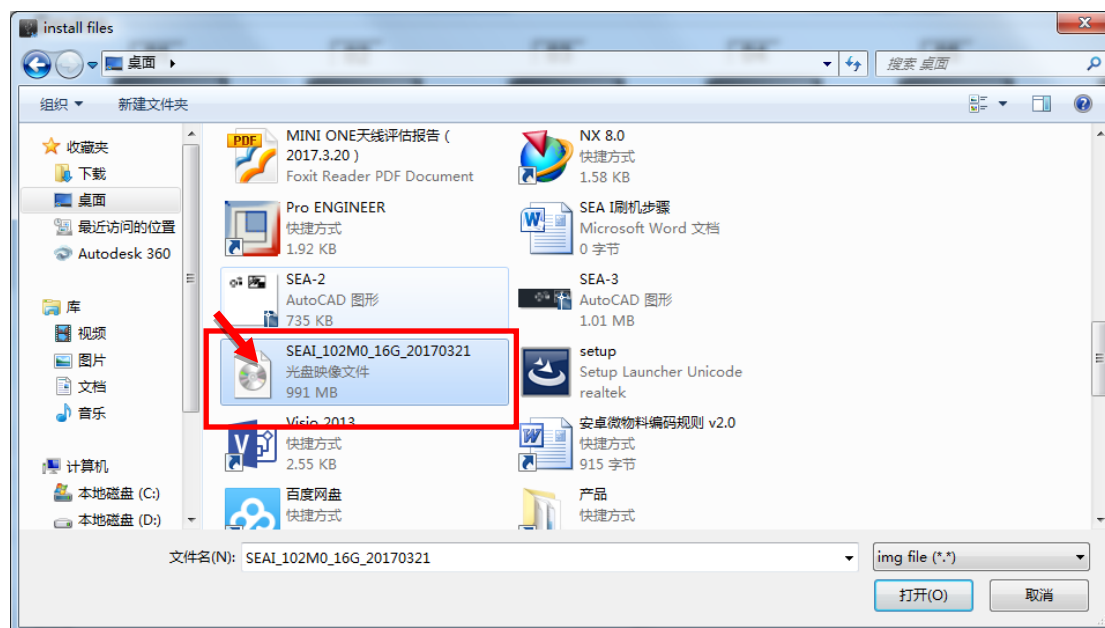 install files
桌面
搜索 桌面
组织
新建文件夹
收藏夹
下载
桌面
最近访问的位置
Autodesk 360
库
视频
图片
文档
音乐
计算机
本地磁盘 (C:)
本地磁盘 (D:)
MINI ONE天线评估报告 (
2017.3.20 )
Foxit Reader PDF Document
NX 8.0
快捷方式
1.58 KB
Pro ENGINEER
快捷方式
1.92 KB
SEA I刷机步骤
Microsoft Word 文档
0 字节
SEA-2
AutoCAD 图形
735 KB
SEA-3
AutoCAD 图形
1.01 MB
SEAI_102M0_16G_20170321
光盘映像文件
991 MB
setup
Setup Launcher Unicode
realtek
Visio 2013
快捷方式
2.55 KB
安卓微物料编码规则 v2.0
快捷方式
915 字节
百度网盘
快捷方式
产品
快捷方式
文件名(N):
SEAI_102M0_16G_20170321
img file (*.*)
打开(O)
取消